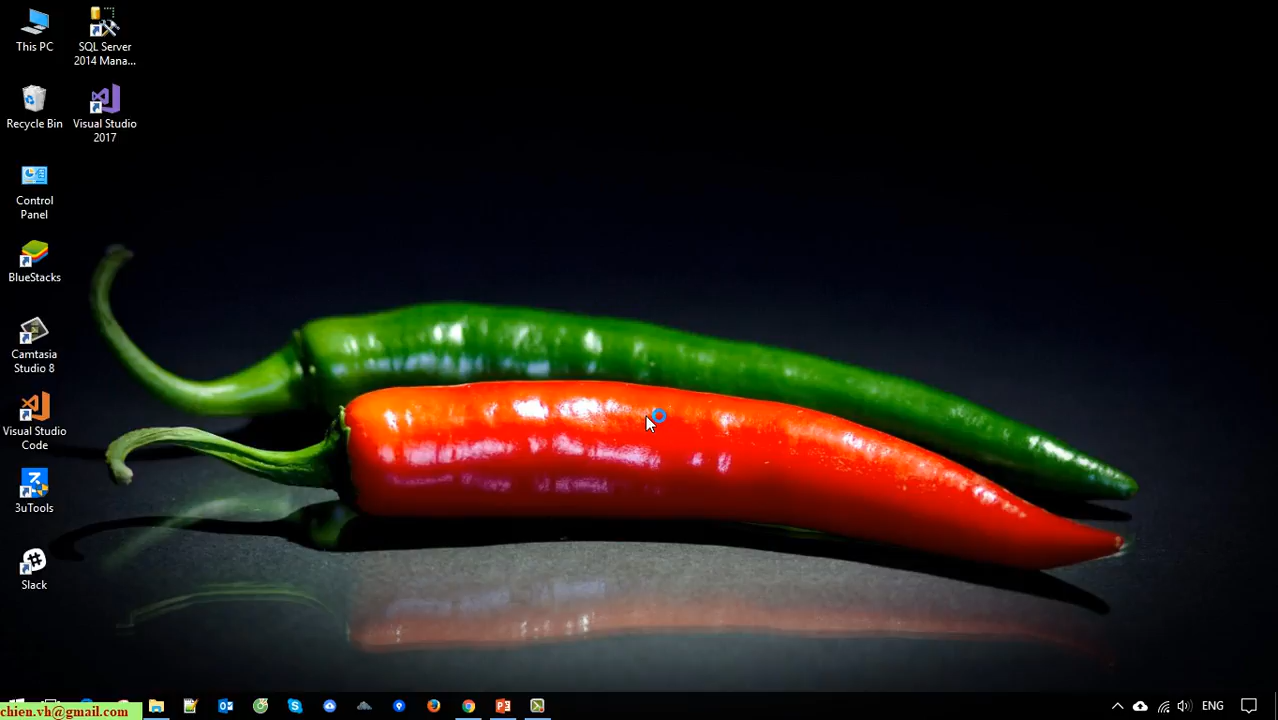 This PC
SQL Server
2014 Mana...
Recycle Bin
Visual Studio
2017
Control
Panel
BlueStacks
Camtasia
Studio 8
Visual Studio
Code
3uTools
Slack
chien.vh@gmail.com
ENG